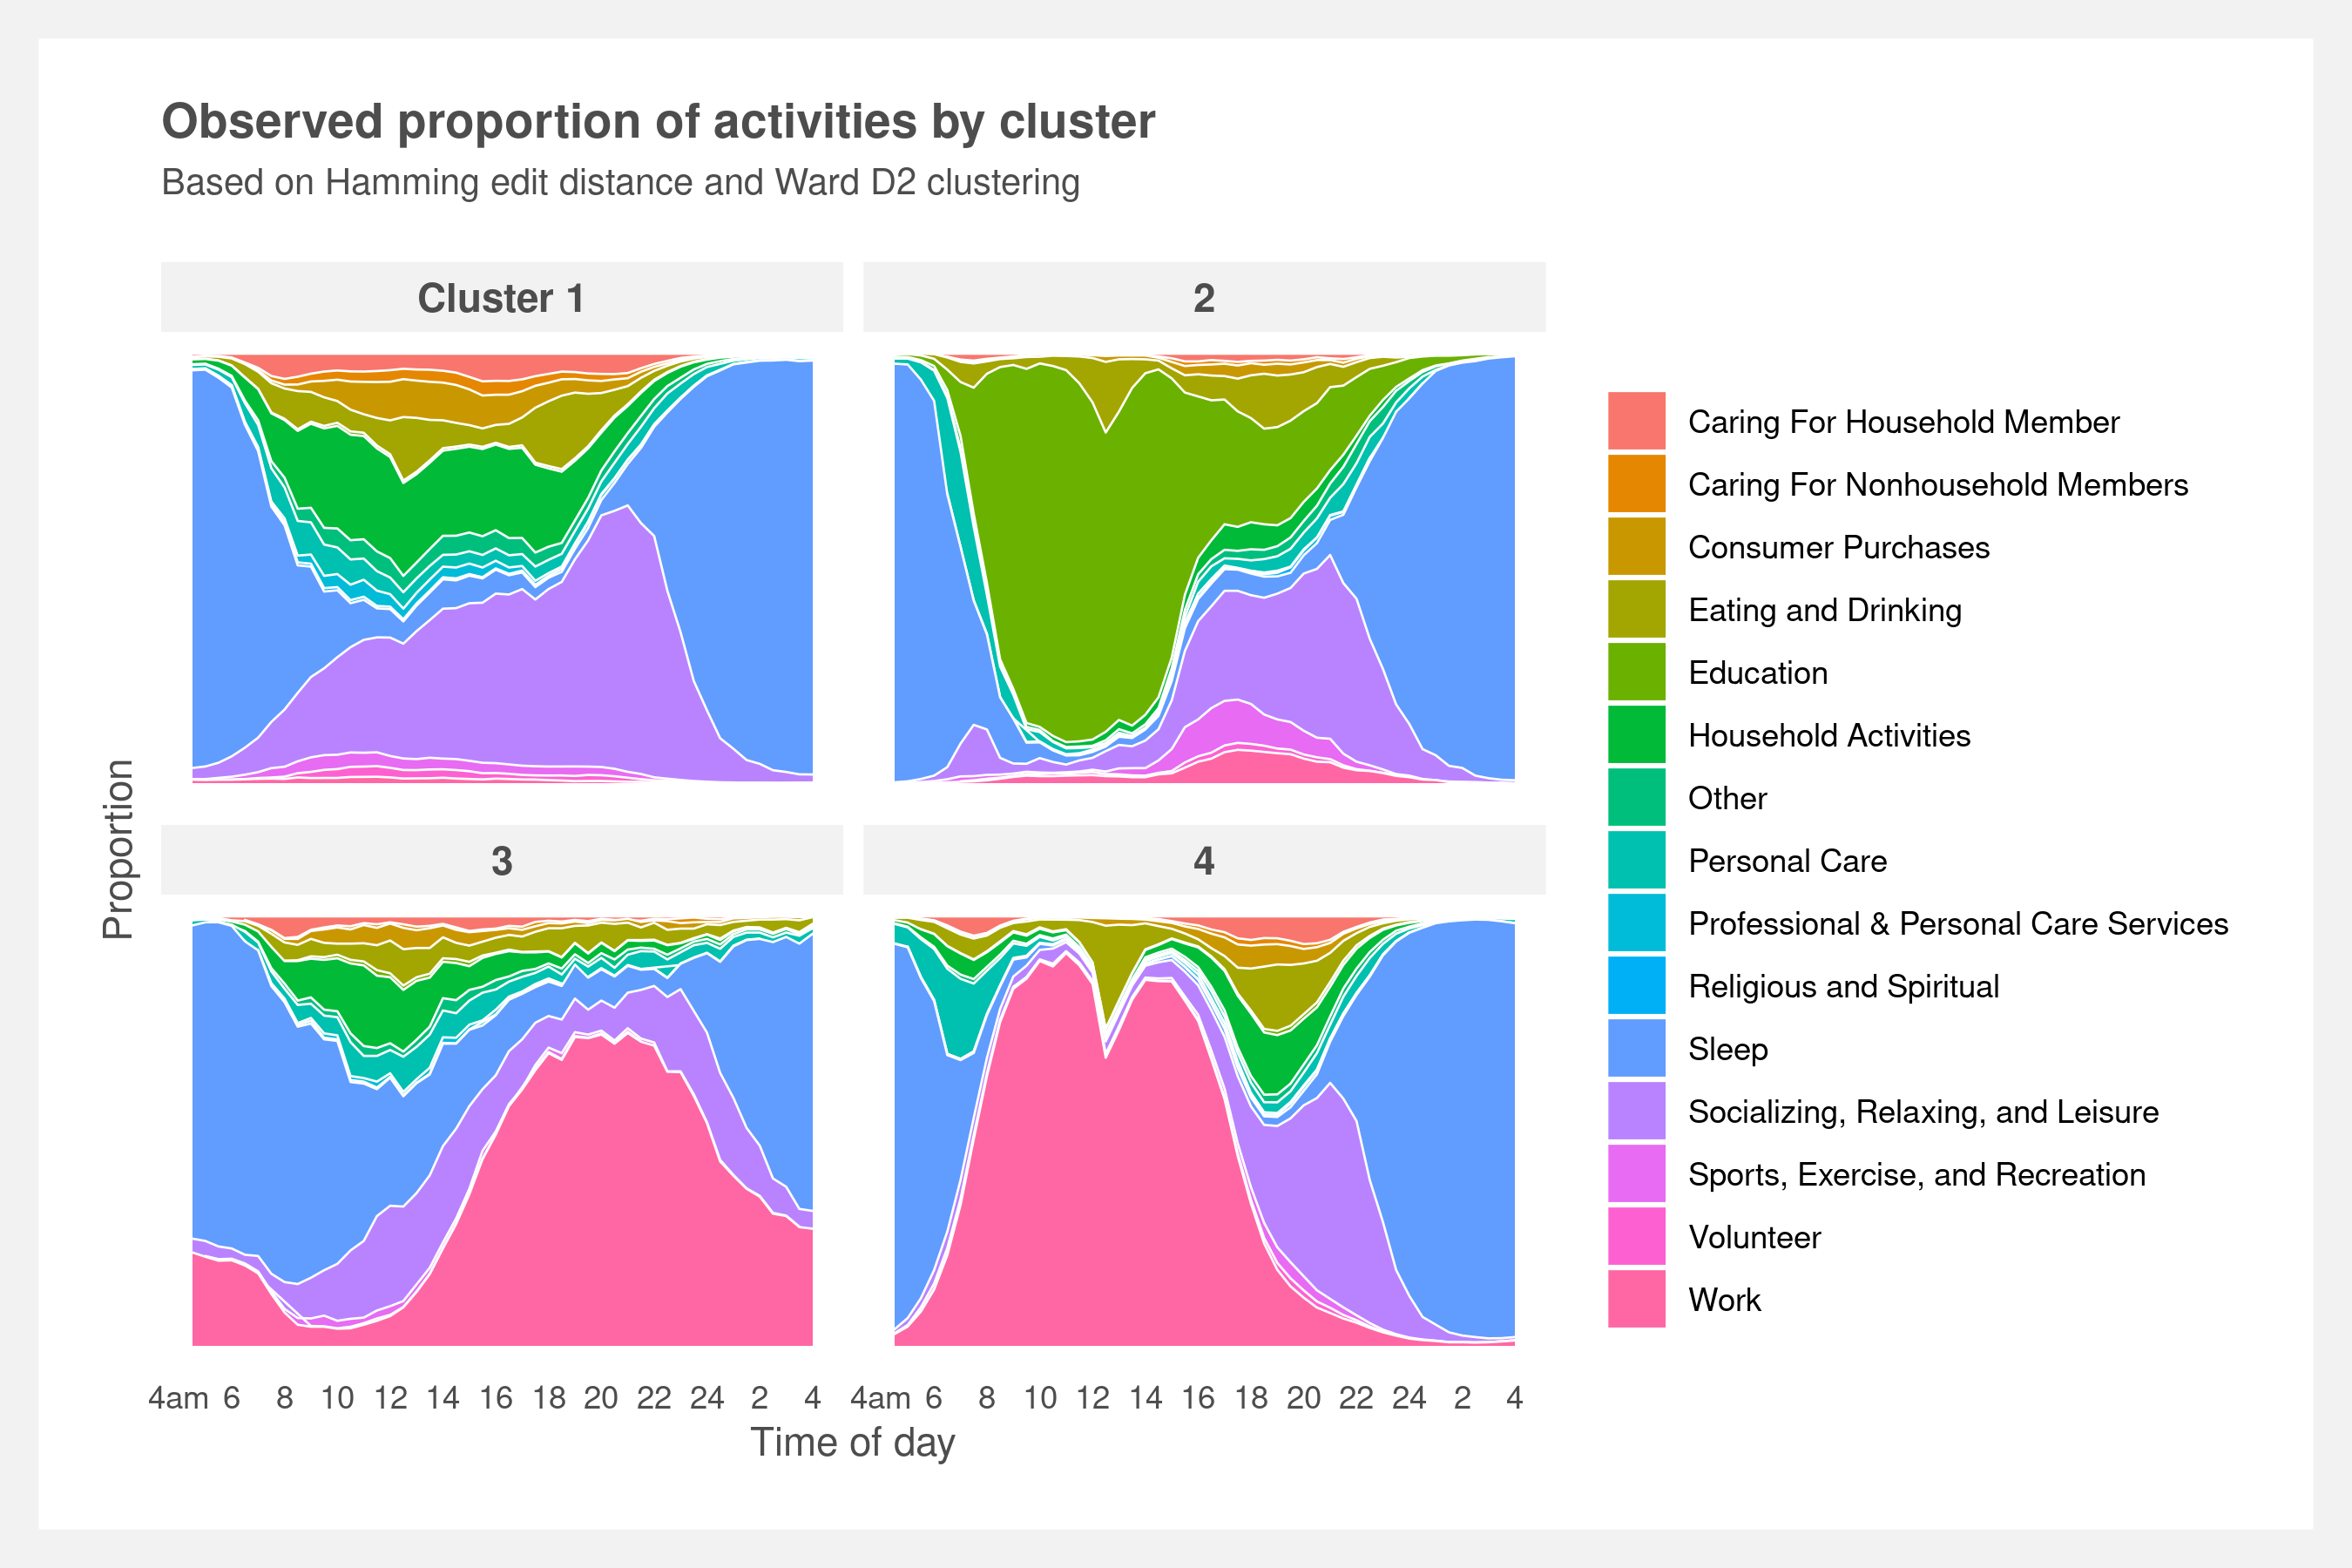 Observed proportion of activities by cluster
Based on Hamming edit distance and Ward D2 clustering
Cluster 1
2
3
4
Proportion
4am 6 8 10 12 14 16 18 20 22 24 2 4
4am 6 8 10 12 14 16 18 20 22 24 2 4
Time of day
Caring For Household Member
Caring For Nonhousehold Members
Consumer Purchases
Eating and Drinking
Education
Household Activities
Other
Personal Care
Professional & Personal Care Services
Religious and Spiritual
Sleep
Socializing, Relaxing, and Leisure
Sports, Exercise, and Recreation
Volunteer
Work